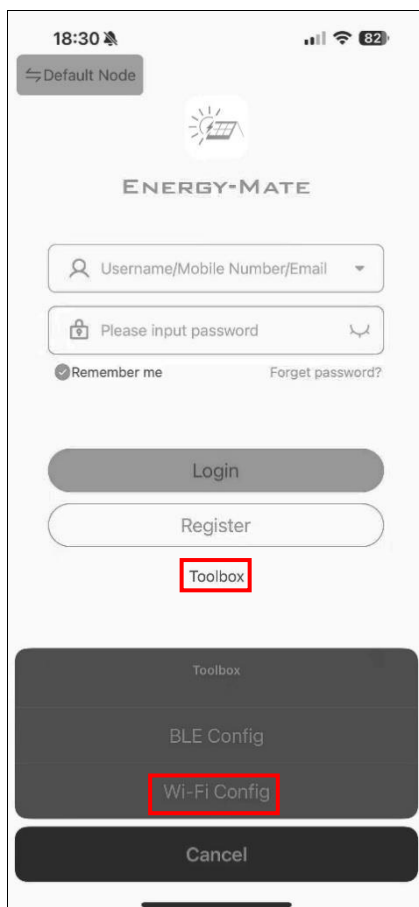 18:30
82
Default Node
ENERGY-MATE
Username/Mobile Number/Email
Please input password
Remember me
Forget password?
Login
Register
Toolbox
Toolbox
BLE Config
Wi-Fi Config
Cancel